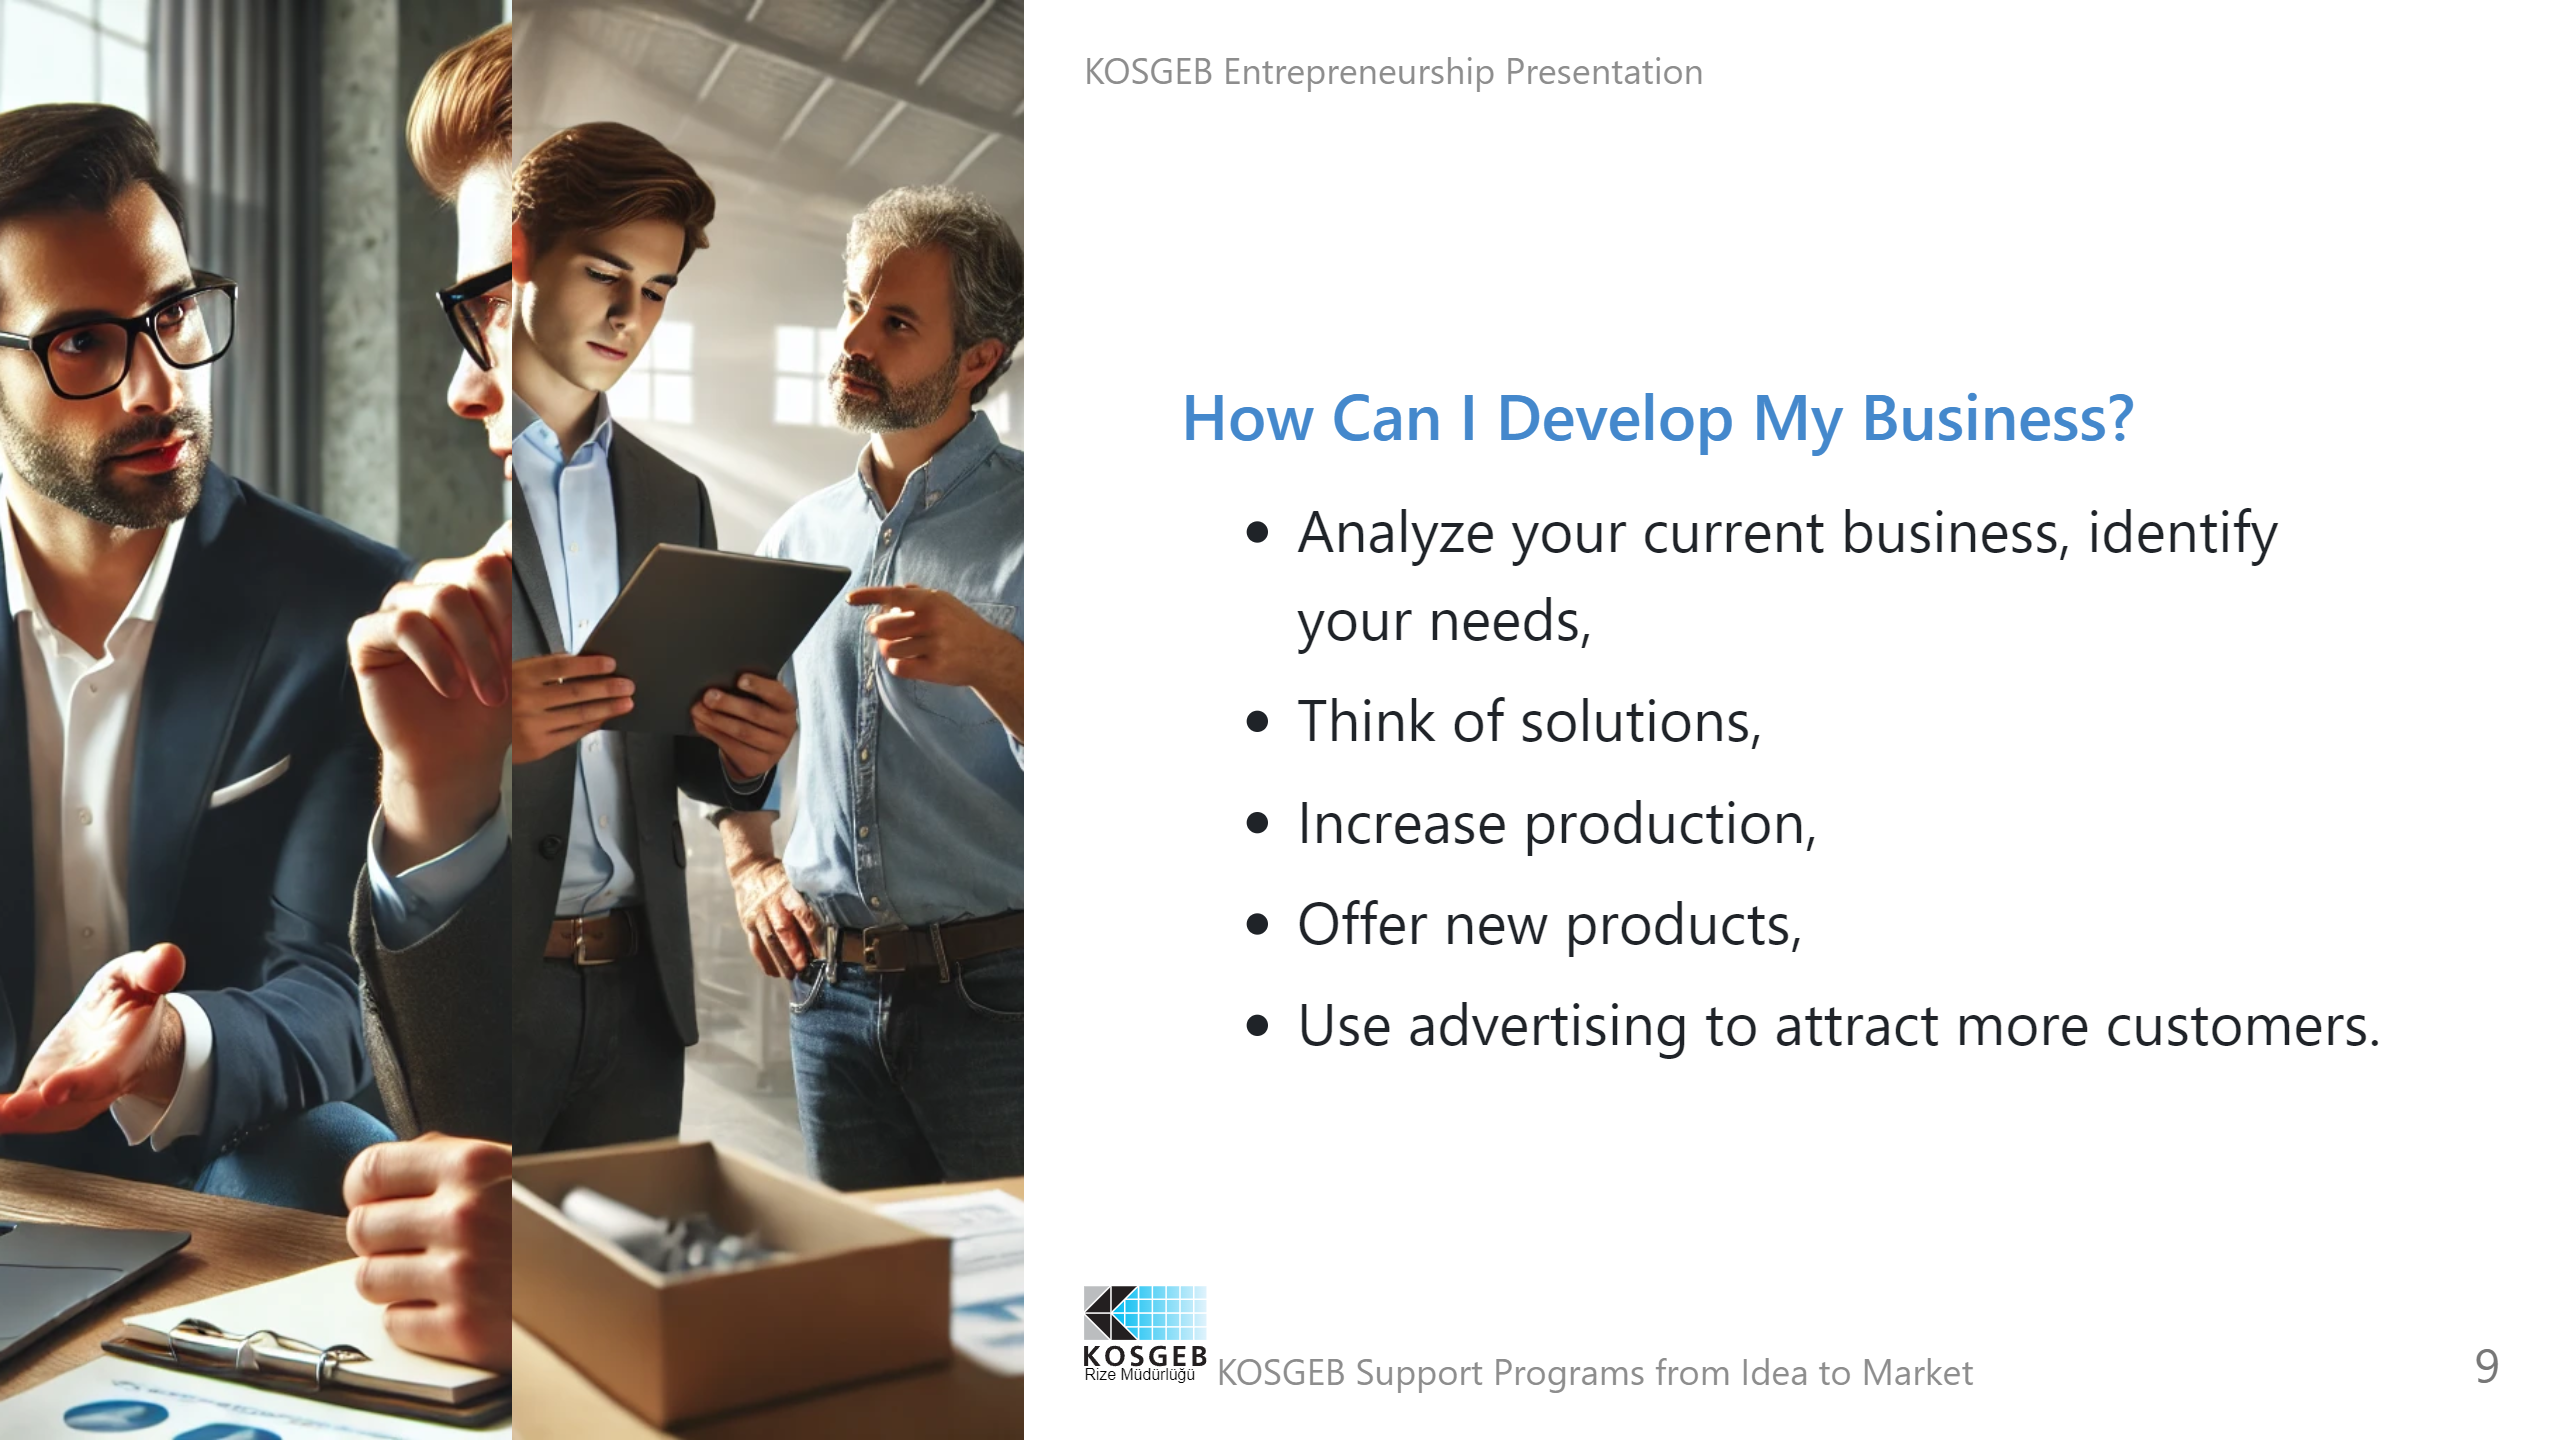 KOSGEB Entrepreneurship Presentation
How Can I Develop My Business?
• Analyze your current business, identify
your needs,
• Think of solutions,
• Increase production,
• Offer new products,
• Use advertising to attract more customers.
KOSGEB
Rize Müdürlüğü
KOSGEB Support Programs from Idea to Market
9